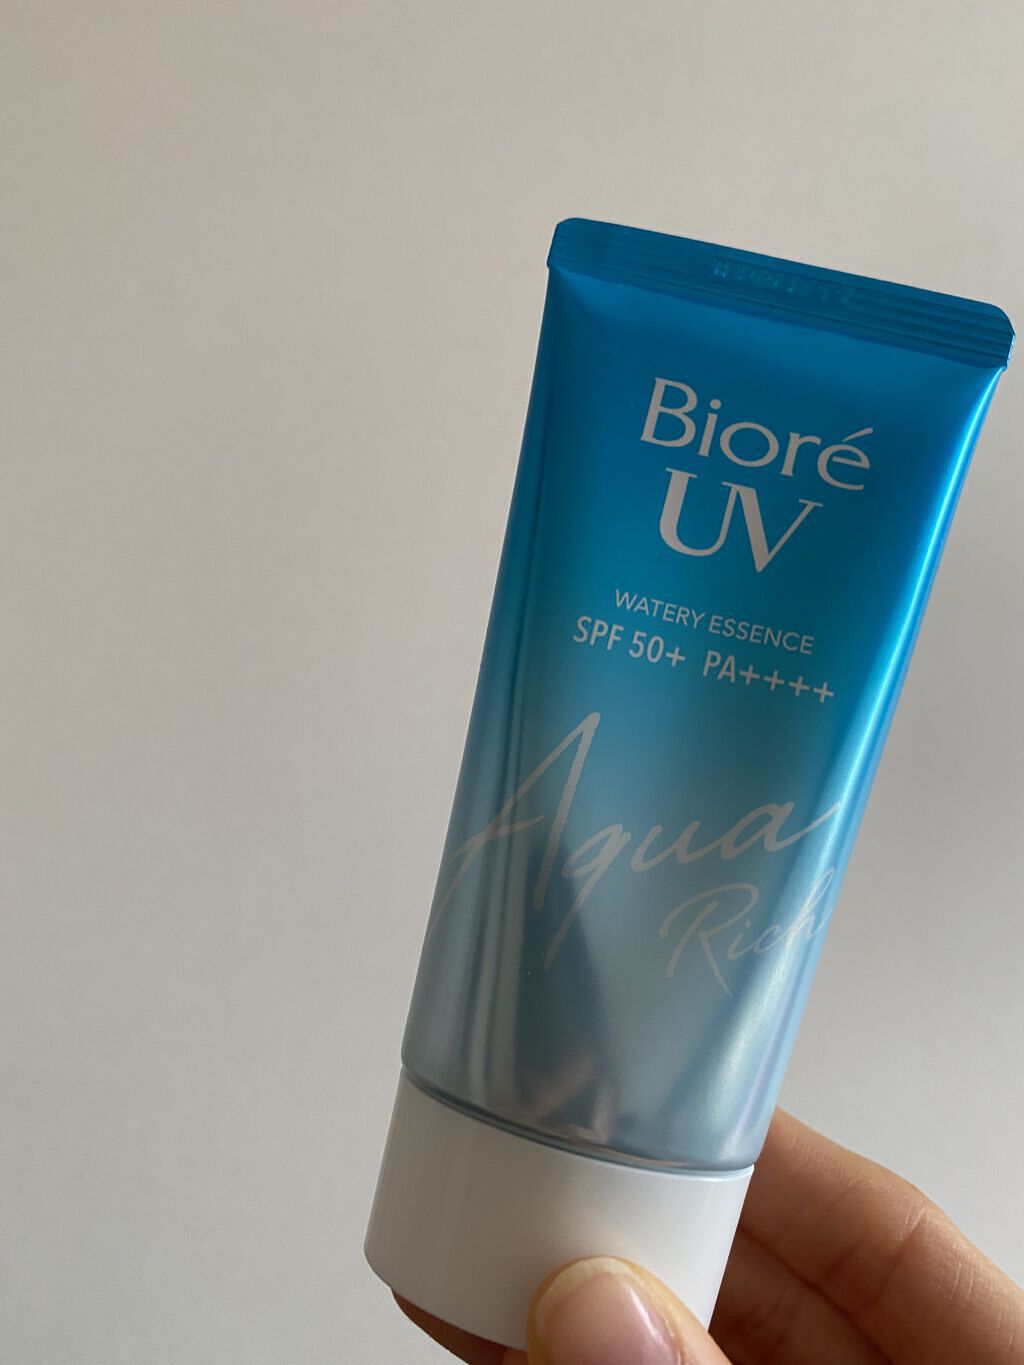 Bioré
UV
WATERY ESSENCE
SPF 50+ PA++++
Aqua
Rich